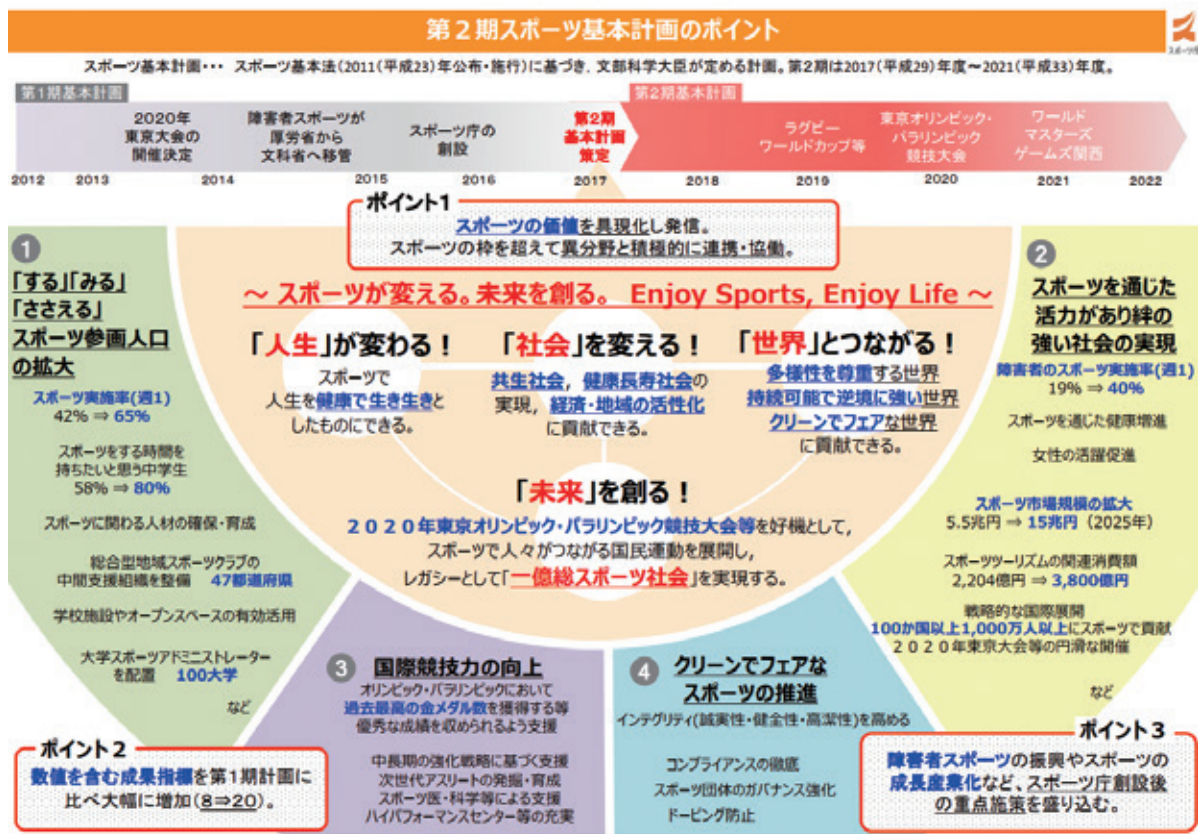 第２期スポーツ基本計画のポイント
スポーツ庁
スポーツ基本計画・・・ スポーツ基本法(2011(平成23)年公布・施行)に基づき、文部科学大臣が定める計画。第2期は2017(平成29)年度～2021(平成33)年度。
第1期基本計画
第2期基本計画
2020年
東京大会の
開催決定
障害者スポーツが
厚労省から
文科省へ移管
スポーツ庁の
創設
第2期
基本計画
策定
ラグビー
ワールドカップ等
東京オリンピック・
パラリンピック
競技大会
ワールド
マスターズ
ゲームズ関西
2012 2013 2014 2015 2016 2017 2018 2019 2020 2021 2022
ポイント1
スポーツの価値を具現化し発信。
スポーツの枠を超えて異分野と積極的に連携・協働。
～ スポーツが変える。未来を創る。 Enjoy Sports, Enjoy Life ～
「人生」が変わる！
スポーツで
人生を健康で生き生きと
したものにできる。
「社会」を変える！
共生社会，健康長寿社会の
実現，経済・地域の活性化
に貢献できる。
「世界」とつながる！
多様性を尊重する世界
持続可能で逆境に強い世界
クリーンでフェアな世界
に貢献できる。
「未来」を創る！
２０２０年東京オリンピック・パラリンピック競技大会等を好機として，
スポーツで人々がつながる国民運動を展開し，
レガシーとして「一億総スポーツ社会」を実現する。
1
「する」「みる」
「ささえる」
スポーツ参画人口
の拡大
スポーツ実施率(週1)
42% ⇒ 65%
スポーツをする時間を
持ちたいと思う中学生
58% ⇒ 80%
スポーツに関わる人材の確保・育成
総合型地域スポーツクラブの
中間支援組織を整備 47都道府県
学校施設やオープンスペースの有効活用
大学スポーツアドミニストレーター
を配置 100大学
など
2
スポーツを通じた
活力があり絆の
強い社会の実現
障害者のスポーツ実施率(週1)
19% ⇒ 40%
スポーツを通じた健康増進
女性の活躍促進
スポーツ市場規模の拡大
5.5兆円 ⇒ 15兆円（2025年）
スポーツツーリズムの関連消費額
2,204億円 ⇒ 3,800億円
戦略的な国際展開
100か国以上1,000万人以上にスポーツで貢献
２０２０年東京大会等の円滑な開催
など
3
国際競技力の向上
オリンピック・パラリンピックにおいて
過去最高の金メダル数を獲得する等
優秀な成績を収められるよう支援
中長期の強化戦略に基づく支援
次世代アスリートの発掘・育成
スポーツ医・科学等による支援
ハイパフォーマンスセンター等の充実
4
クリーンでフェアな
スポーツの推進
インテグリティ(誠実性・健全性・高潔性)を高める
コンプライアンスの徹底
スポーツ団体のガバナンス強化
ドーピング防止
ポイント２
数値を含む成果指標を第１期計画に
比べ大幅に増加(8⇒20)。
ポイント３
障害者スポーツの振興やスポーツの
成長産業化など、スポーツ庁創設後
の重点施策を盛り込む。